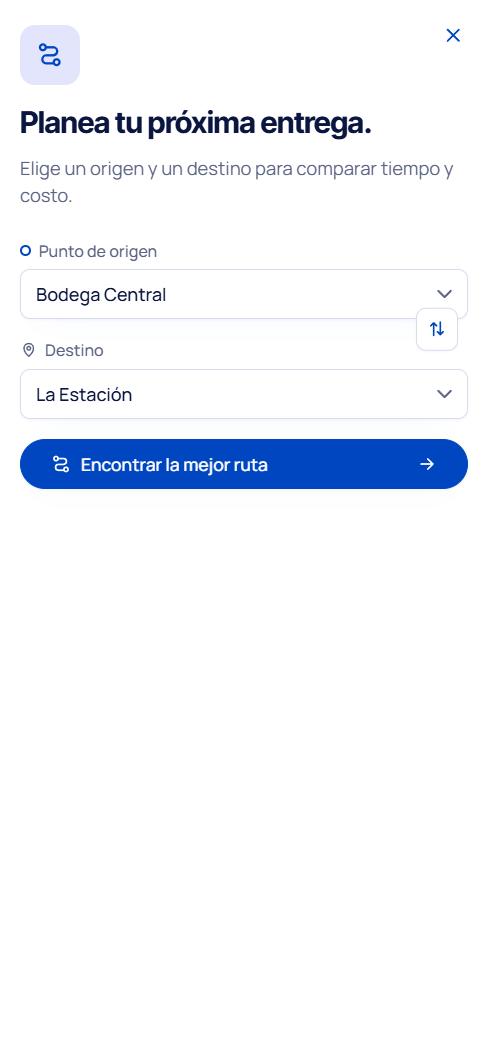 Planea tu próxima entrega.
Elige un origen y un destino para comparar tiempo y
costo.
Punto de origen
Bodega Central
Destino
La Estación
Encontrar la mejor ruta